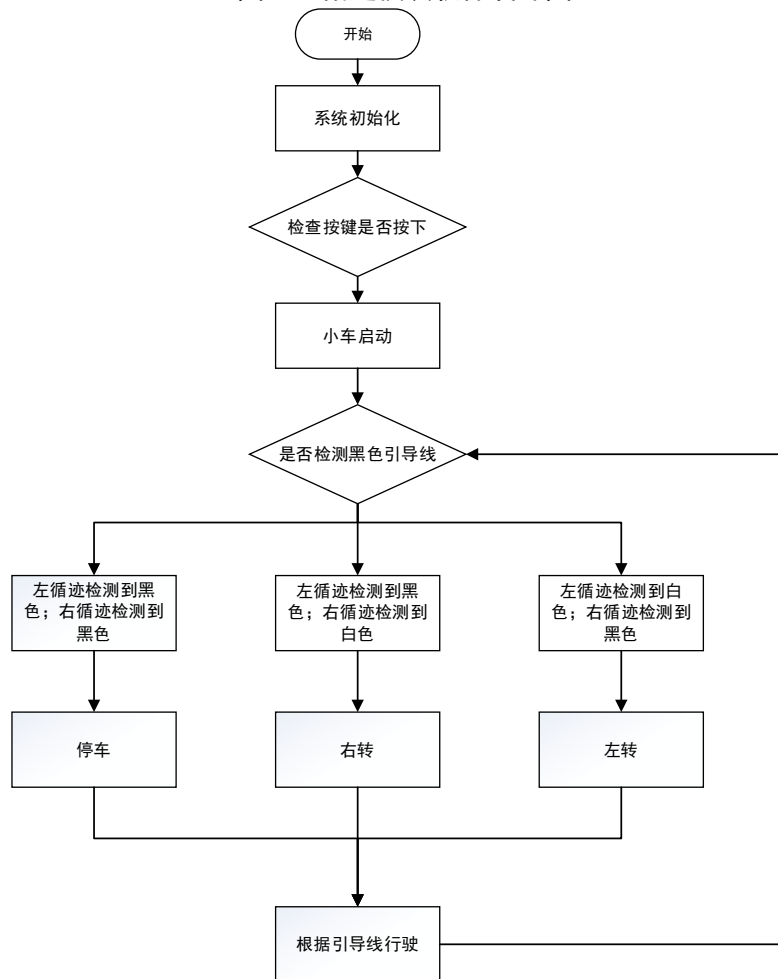 开始
系统初始化
检查按键是否按下
小车启动
是否检测黑色引导线
左循迹检测到黑
色；右循迹检测到
黑色
左循迹检测到黑
色；右循迹检测到
白色
左循迹检测到白
色；右循迹检测到
黑色
停车
右转
左转
根据引导线行驶